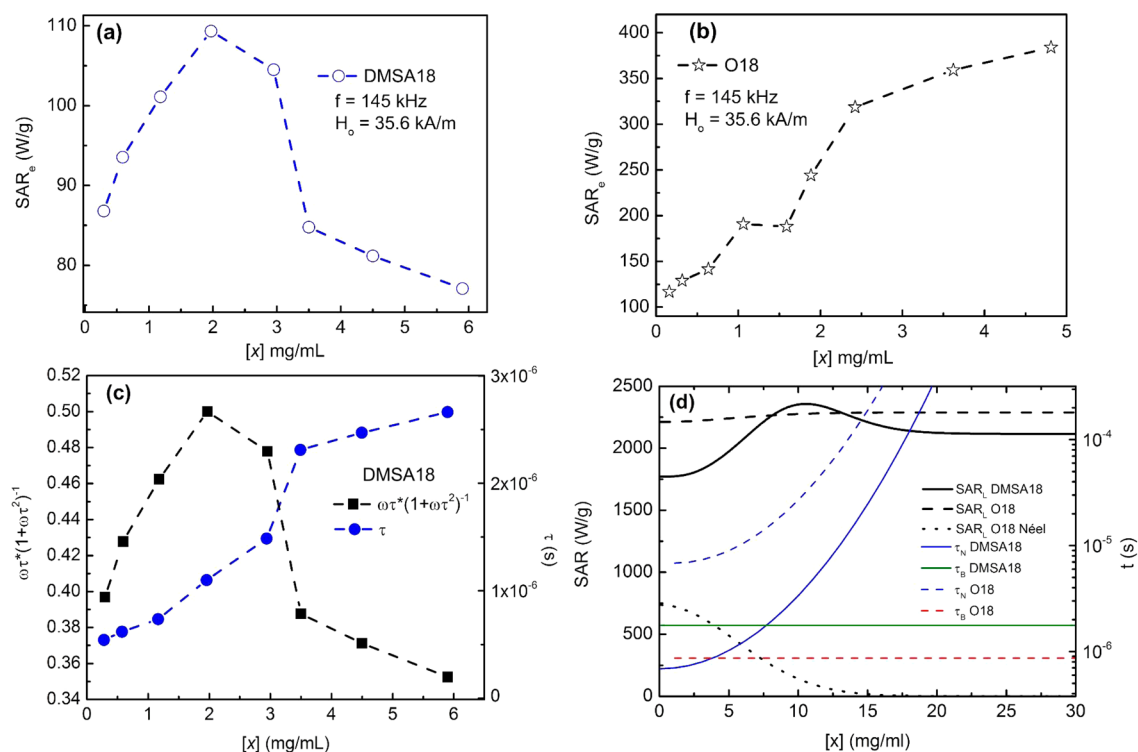 (a)
110
100
90
80
SAR_e (W/g)
DMSA18
f = 145 kHz
H_o = 35.6 kA/m
0 1 2 3 4 5 6
[x] mg/mL
(b)
400
350
300
250
200
150
100
SAR_e (W/g)
O18
f = 145 kHz
H_o = 35.6 kA/m
0 1 2 3 4 5
[x] mg/mL
(c)
0.52
0.50
0.48
0.46
0.44
0.42
0.40
0.38
0.36
0.34
ωτ*(1+ωτ²)⁻¹
DMSA18
ωτ*(1+ωτ²)⁻¹
τ
3x10⁻⁶
2x10⁻⁶
1x10⁻⁶
0
τ (s)
0 1 2 3 4 5 6
[x] (mg/mL)
(d)
2500
2250
2000
1750
1500
1250
1000
750
500
250
0
SAR (W/g)
SAR_L DMSA18
SAR_L O18
SAR_L O18 Néel
τ_N DMSA18
τ_B DMSA18
τ_N O18
τ_B O18
10⁻⁴
10⁻⁵
10⁻⁶
t (s)
0 5 10 15 20 25 30
[x] (mg/ml)